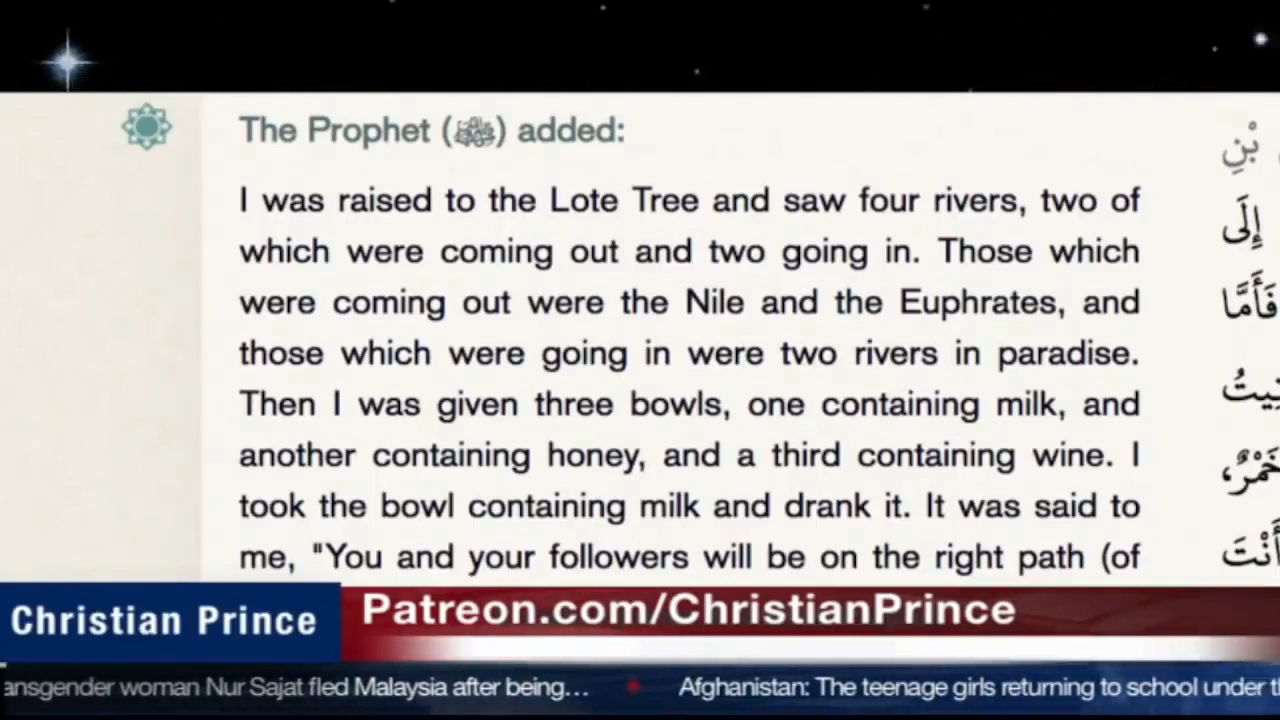 The Prophet (ﷺ) added:
I was raised to the Lote Tree and saw four rivers, two of
which were coming out and two going in. Those which
were coming out were the Nile and the Euphrates, and
those which were going in were two rivers in paradise.
Then I was given three bowls, one containing milk, and
another containing honey, and a third containing wine. I
took the bowl containing milk and drank it. It was said to
me, "You and your followers will be on the right path (of
بْنِ
إِلَى
فَأَمَّا
خَمْرٌ،
أَنْتَ
Christian Prince
Patreon.com/ChristianPrince
ansgender woman Nur Sajat fled Malaysia after being... Afghanistan: The teenage girls returning to school under